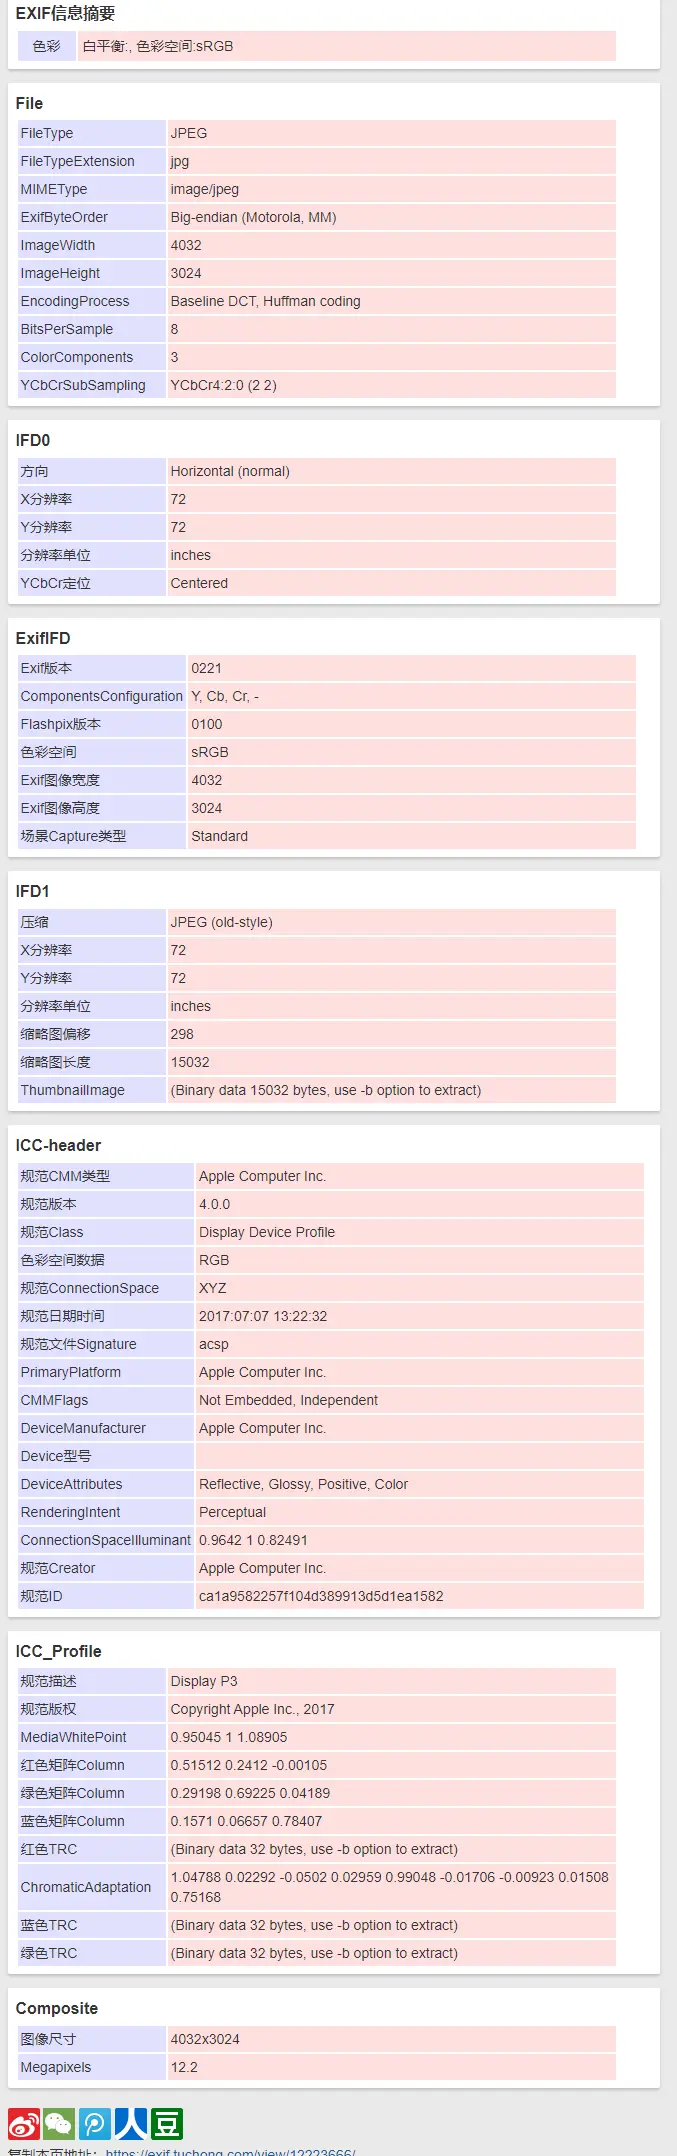 EXIF信息摘要
色彩 白平衡:, 色彩空间:sRGB
File
FileType JPEG
FileTypeExtension jpg
MIMEType image/jpeg
ExifByteOrder Big-endian (Motorola, MM)
ImageWidth 4032
ImageHeight 3024
EncodingProcess Baseline DCT, Huffman coding
BitsPerSample 8
ColorComponents 3
YCbCrSubSampling YCbCr4:2:0 (2 2)
IFD0
方向 Horizontal (normal)
X分辨率 72
Y分辨率 72
分辨率单位 inches
YCbCr定位 Centered
ExifIFD
Exif版本 0221
ComponentsConfiguration Y, Cb, Cr, -
Flashpix版本 0100
色彩空间 sRGB
Exif图像宽度 4032
Exif图像高度 3024
场景Capture类型 Standard
IFD1
压缩 JPEG (old-style)
X分辨率 72
Y分辨率 72
分辨率单位 inches
缩略图偏移 298
缩略图长度 15032
ThumbnailImage (Binary data 15032 bytes, use -b option to extract)
ICC-header
规范CMM类型 Apple Computer Inc.
规范版本 4.0.0
规范Class Display Device Profile
色彩空间数据 RGB
规范ConnectionSpace XYZ
规范日期时间 2017:07:07 13:22:32
规范文件Signature acsp
PrimaryPlatform Apple Computer Inc.
CMMFlags Not Embedded, Independent
DeviceManufacturer Apple Computer Inc.
Device型号
DeviceAttributes Reflective, Glossy, Positive, Color
RenderingIntent Perceptual
ConnectionSpaceIlluminant 0.9642 1 0.82491
规范Creator Apple Computer Inc.
规范ID ca1a9582257f104d389913d5d1ea1582
ICC_Profile
规范描述 Display P3
规范版权 Copyright Apple Inc., 2017
MediaWhitePoint 0.95045 1 1.08905
红色矩阵Column 0.51512 0.2412 -0.00105
绿色矩阵Column 0.29198 0.69225 0.04189
蓝色矩阵Column 0.1571 0.06657 0.78407
红色TRC (Binary data 32 bytes, use -b option to extract)
ChromaticAdaptation 1.04788 0.02292 -0.0502 0.02959 0.99048 -0.01706 -0.00923 0.01508
0.75168
蓝色TRC (Binary data 32 bytes, use -b option to extract)
绿色TRC (Binary data 32 bytes, use -b option to extract)
Composite
图像尺寸 4032x3024
Megapixels 12.2
人 豆
复制本页地址: https://exif.tuchong.com/view/12223666/